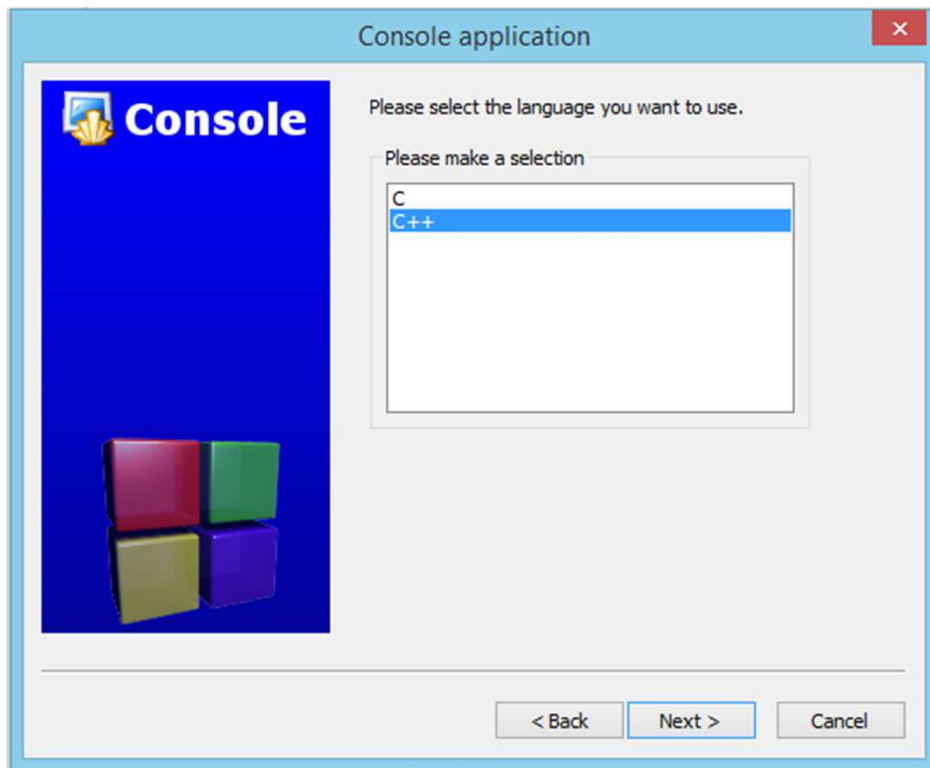 Console application
Console
Please select the language you want to use.
Please make a selection
C
C++
< Back
Next >
Cancel